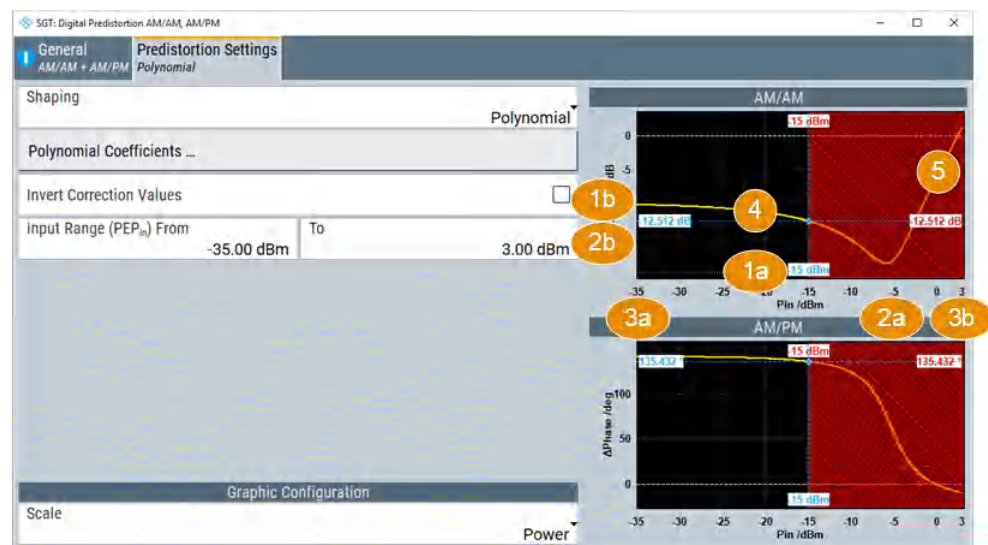 SGT: Digital Predistortion AM/AM, AM/PM
General
AM/AM + AM/PM
Predistortion Settings
Polynomial
Shaping
Polynomial
Polynomial Coefficients ...
Invert Correction Values
Input Range (PEPin) From
-35.00 dBm
To
3.00 dBm
Graphic Configuration
Scale
Power
AM/AM
-15 dBm
0
-5
dB
1b
4
5
-12.512 dB
-12.512 dB
2b
1a
-15 dBm
-35 -30 -25 -20 -15 -10 -5 0 3
Pin /dBm
3a
AM/PM
2a
3b
-15 dBm
135.432 °
135.432 °
100
50
0
ΔPhase /deg
-15 dBm
-35 -30 -25 -20 -15 -10 -5 0 3
Pin /dBm